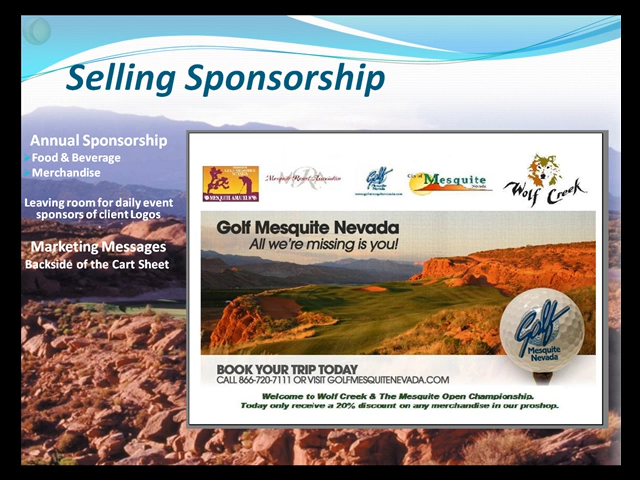 Selling Sponsorship
Annual Sponsorship
Food & Beverage
Merchandise
Leaving room for daily event
sponsors of client Logos
Marketing Messages
Backside of the Cart Sheet
MESQUITE AMATEUR
Mesquite Resort Association
Golf
Mesquite
Nevada
City of
Mesquite
Nevada
Wolf Creek
Golf Mesquite Nevada
All we're missing is you!
Golf
Mesquite
Nevada
BOOK YOUR TRIP TODAY
CALL 866-720-7111 OR VISIT GOLFMESQUITENEVADA.COM
Welcome to Wolf Creek & The Mesquite Open Championship.
Today only receive a 20% discount on any merchandise in our proshop.